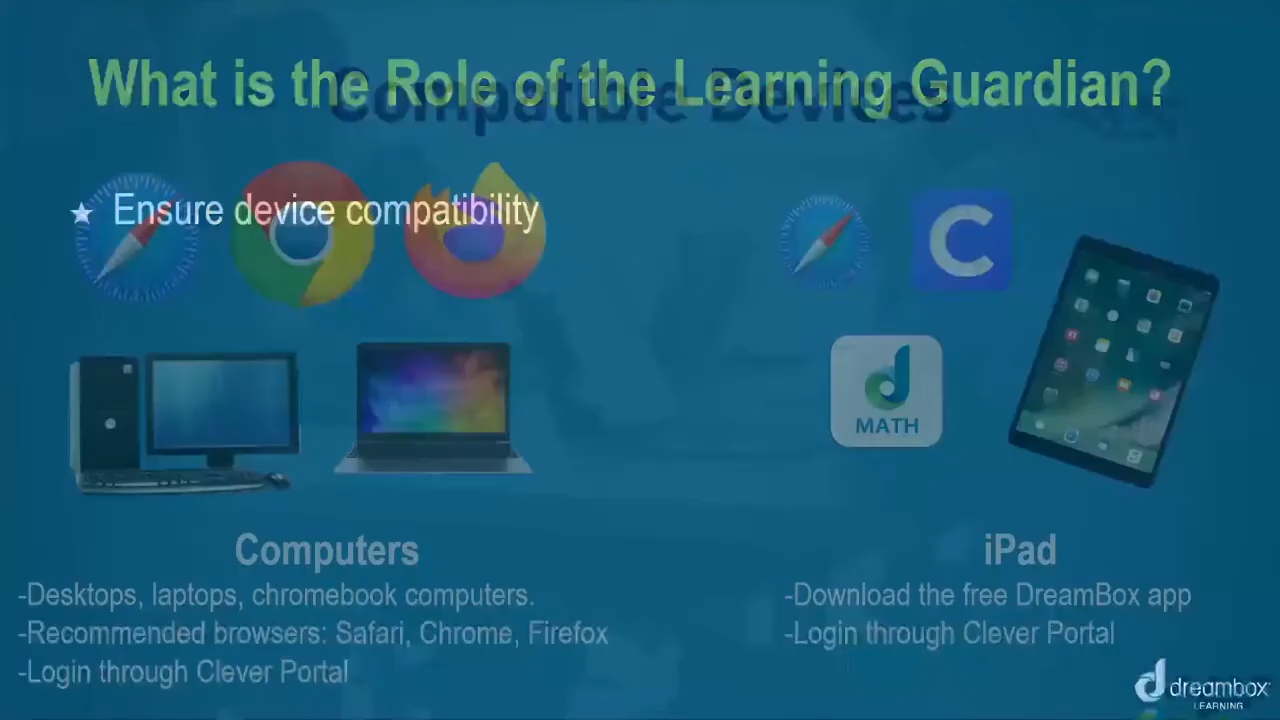 What is the Role of the Learning Guardian?
Compatible Devices
★ Ensure device compatibility
C
MATH
Computers
-Desktops, laptops, chromebook computers.
-Recommended browsers: Safari, Chrome, Firefox
-Login through Clever Portal
iPad
-Download the free DreamBox app
-Login through Clever Portal
dreambox
LEARNING